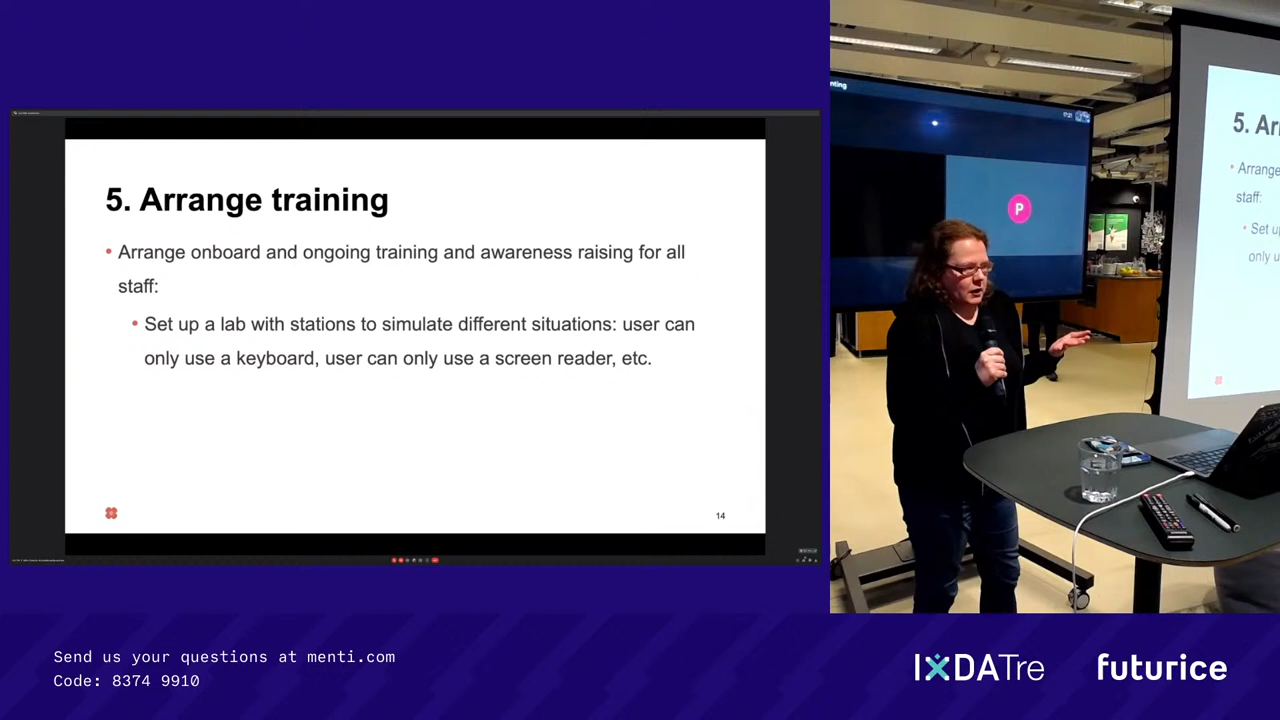 5. Arrange training
• Arrange onboard and ongoing training and awareness raising for all
staff:
• Set up a lab with stations to simulate different situations: user can
only use a keyboard, user can only use a screen reader, etc.
14
17:21
P
5. Ar
• Arrange
staff:
• Set up
only u
Send us your questions at menti.com
Code: 8374 9910
IXDATre
futurice